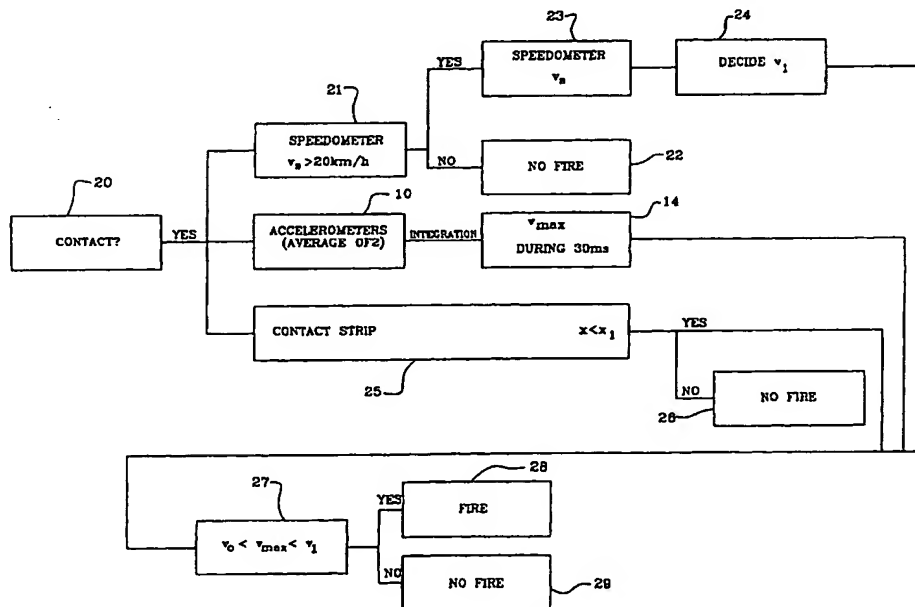 23
24
YES
SPEEDOMETER
vs
DECIDE v1
21
SPEEDOMETER
vs >20km/h
NO
NO FIRE
22
20
CONTACT?
YES
10
ACCELEROMETERS
(AVERAGE OF2)
INTEGRATION
14
vmax
DURING 30ms
CONTACT STRIP x<x1
YES
25
NO
NO FIRE
26
27
28
YES
FIRE
vo < vmax < v1
NO
NO FIRE
29